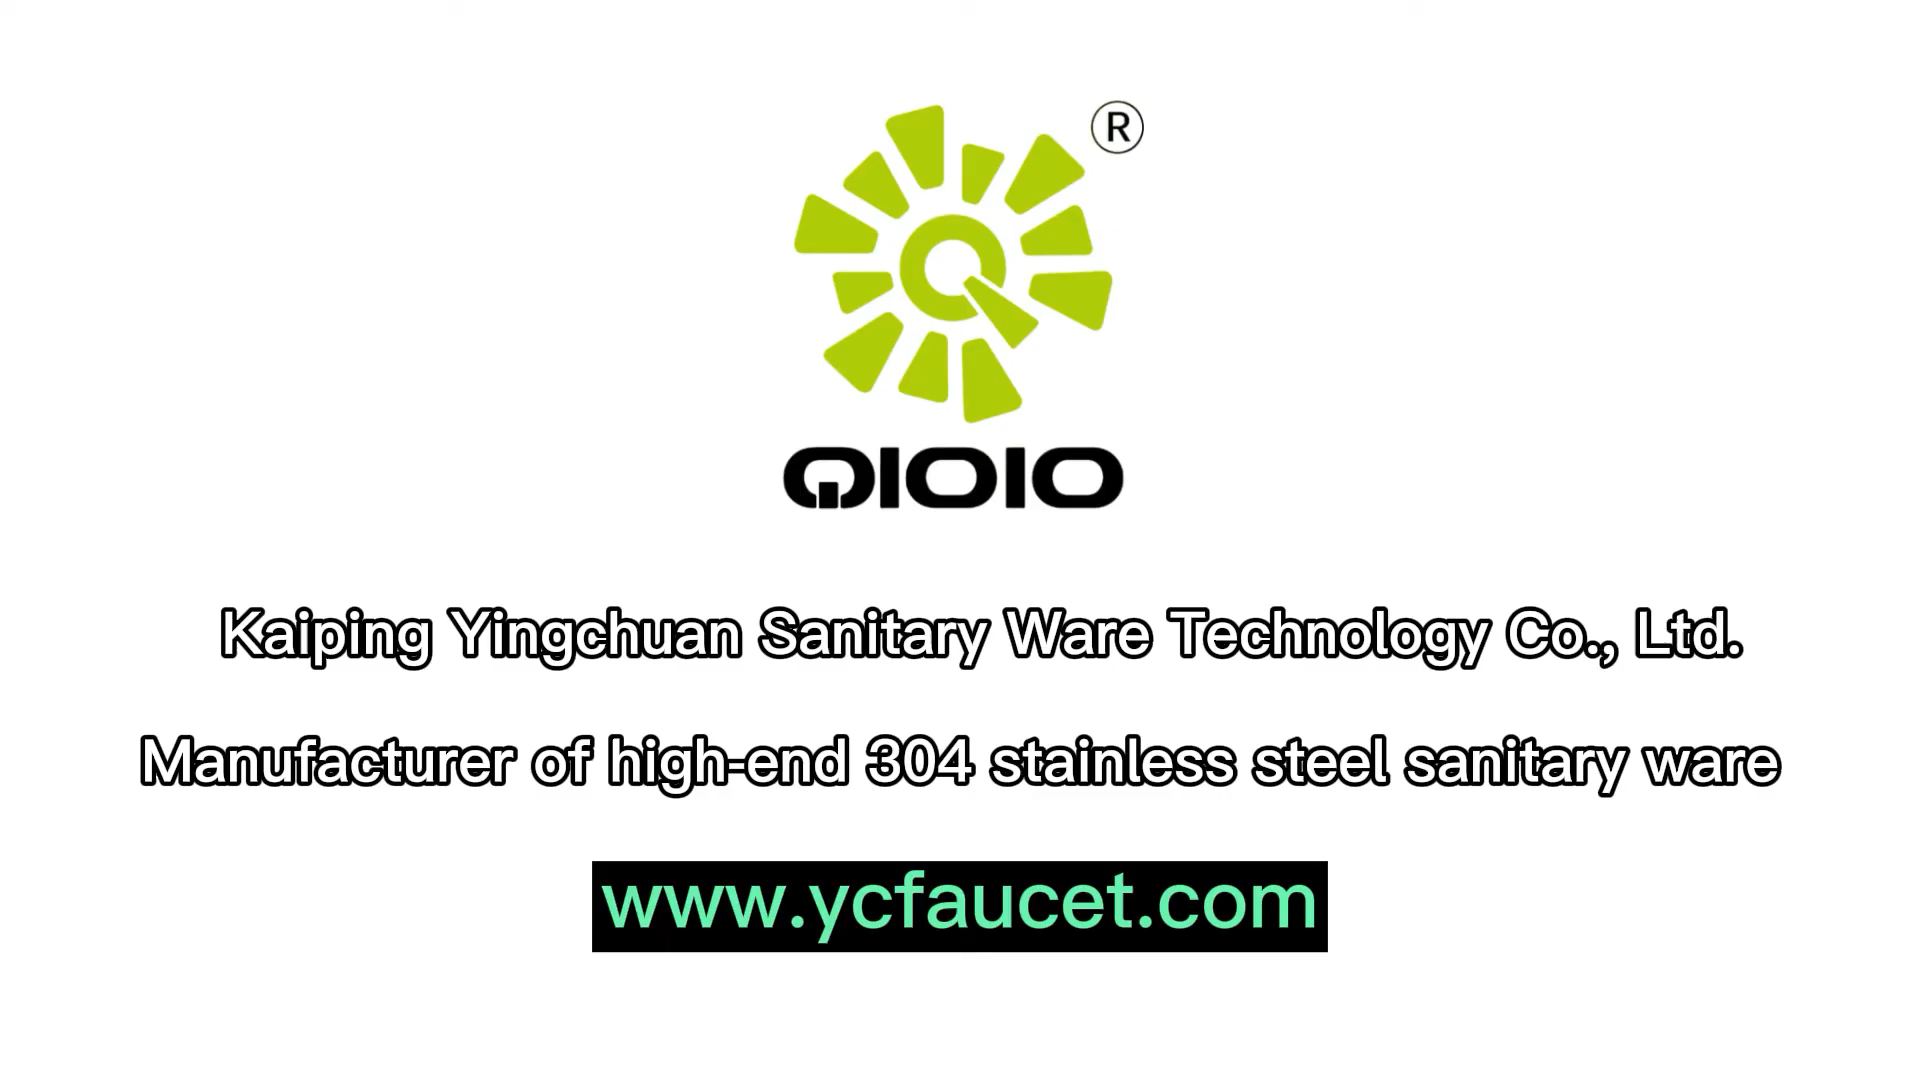 ®
QIOIO
Kaiping Yingchuan Sanitary Ware Technology Co., Ltd.
Manufacturer of high-end 304 stainless steel sanitary ware
www.ycfaucet.com